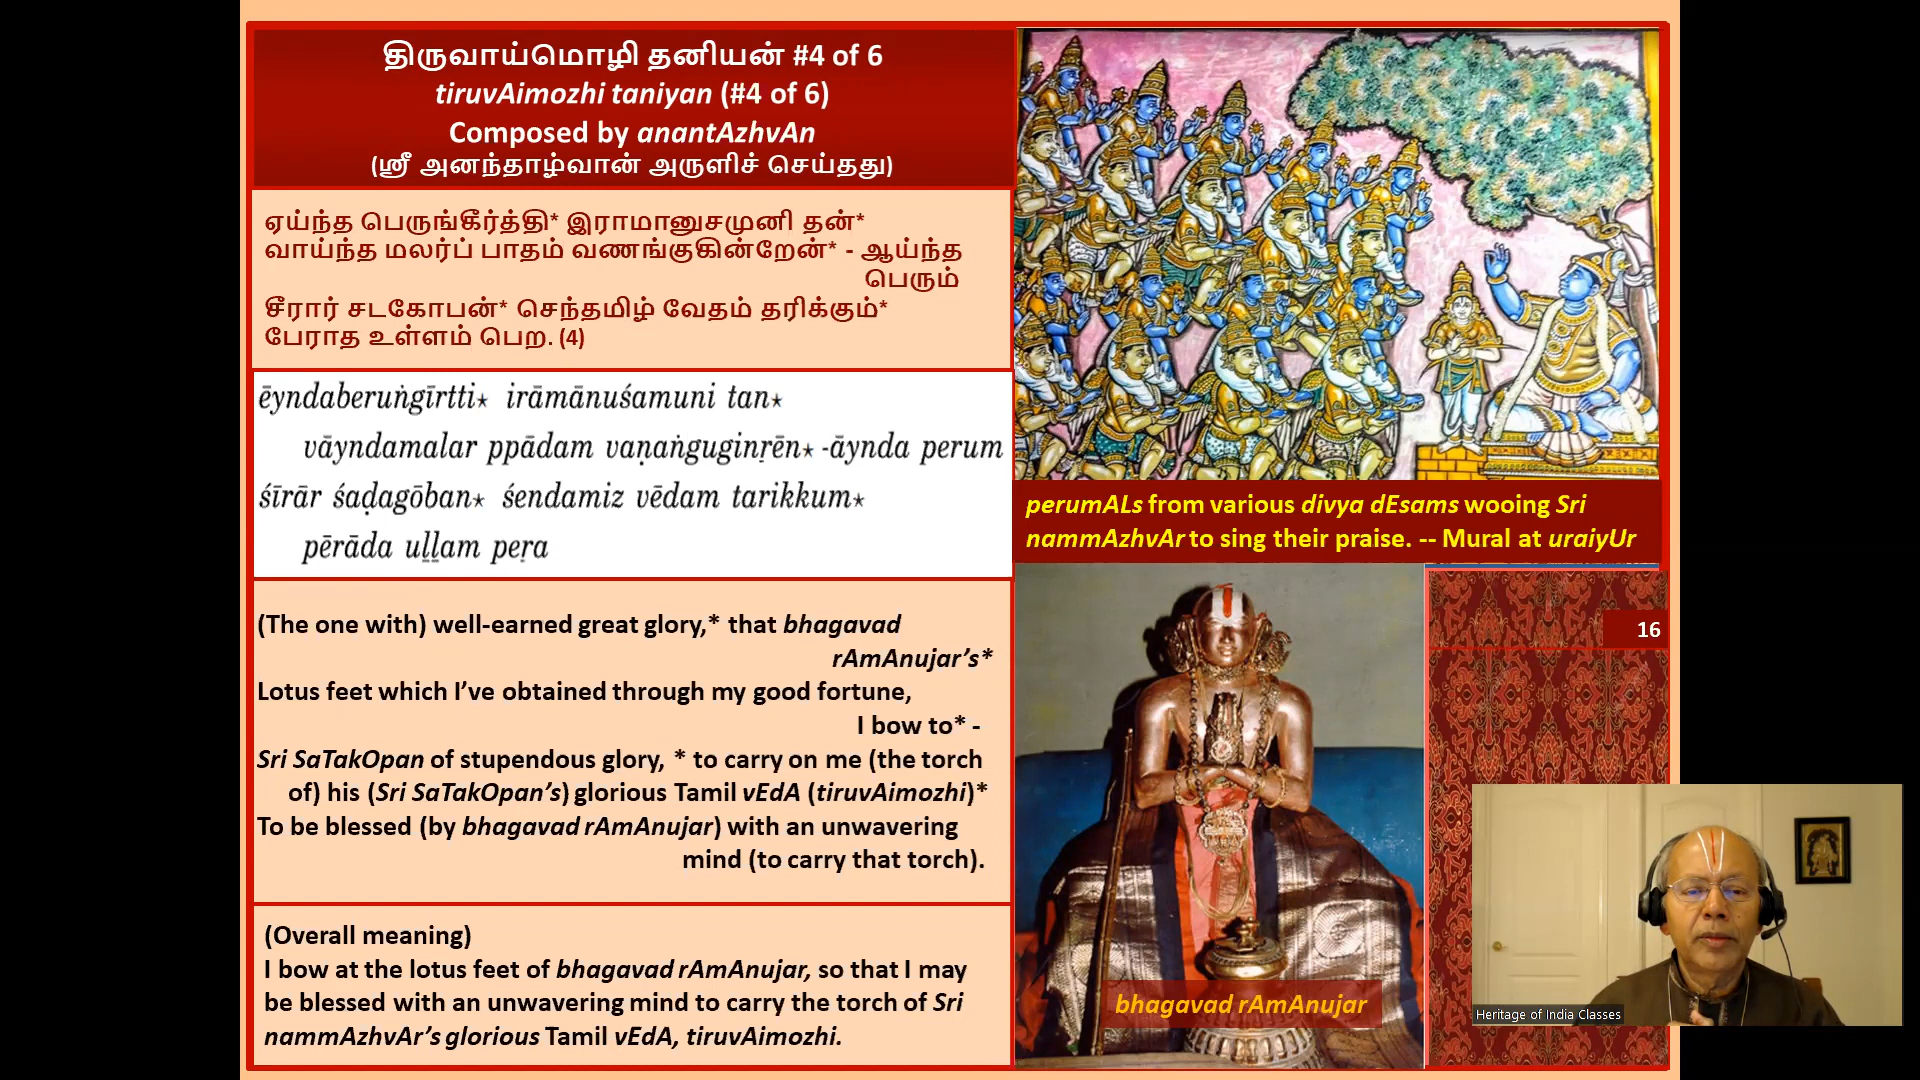 திருவாய்மொழி தனியன் #4 of 6
tiruvAimozhi taniyan (#4 of 6)
Composed by anantAzhvAn
(ஸ்ரீ அனந்தாழ்வான் அருளிச் செய்தது)
ஏய்ந்த பெருங்கீர்த்தி* இராமானுசமுனி தன்*
வாய்ந்த மலர்ப் பாதம் வணங்குகின்றேன்* - ஆய்ந்த
பெரும்
சீரார் சடகோபன்* செந்தமிழ் வேதம் தரிக்கும்*
பேராத உள்ளம் பெற. (4)
ēyndaberuṅgīrtti⋆ irāmānuśamuni tan⋆
vāyndamalar ppādam vaṇaṅguginṟēn⋆ -āynda perum
śīrār śaḍagōban⋆ śendamiz vēdam tarikkum⋆
pērāda uḻḻam peṟa
(The one with) well-earned great glory,* that bhagavad
rAmAnujar’s*
Lotus feet which I’ve obtained through my good fortune,
I bow to* -
Sri SaTakOpan of stupendous glory, * to carry on me (the torch
of) his (Sri SaTakOpan’s) glorious Tamil vEdA (tiruvAimozhi)*
To be blessed (by bhagavad rAmAnujar) with an unwavering
mind (to carry that torch).
(Overall meaning)
I bow at the lotus feet of bhagavad rAmAnujar, so that I may
be blessed with an unwavering mind to carry the torch of Sri
nammAzhvAr’s glorious Tamil vEdA, tiruvAimozhi.
perumALs from various divya dEsams wooing Sri
nammAzhvAr to sing their praise. -- Mural at uraiyUr
16
bhagavad rAmAnujar
Heritage of India Classes